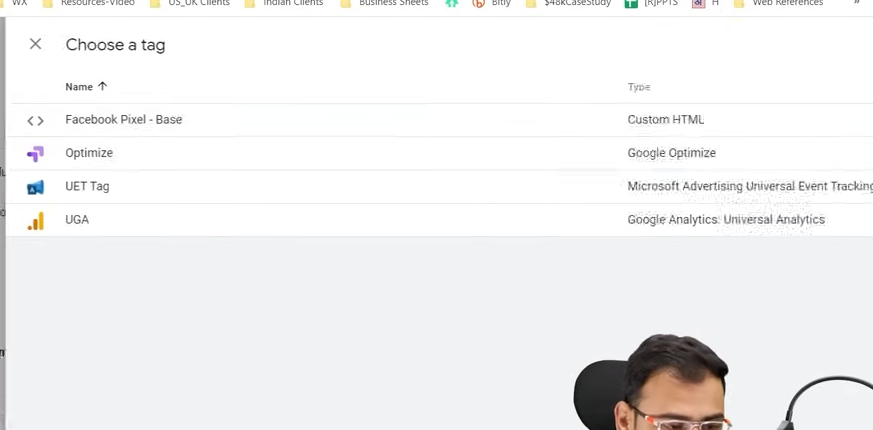 WX Resources-Video US_UK Clients Indian Clients Business Sheets Bitly $48kCaseStudy [R]PPTS H Web References »
Choose a tag
Name ↑ Type
Facebook Pixel - Base Custom HTML
Optimize Google Optimize
UET Tag Microsoft Advertising Universal Event Tracking
UGA Google Analytics: Universal Analytics